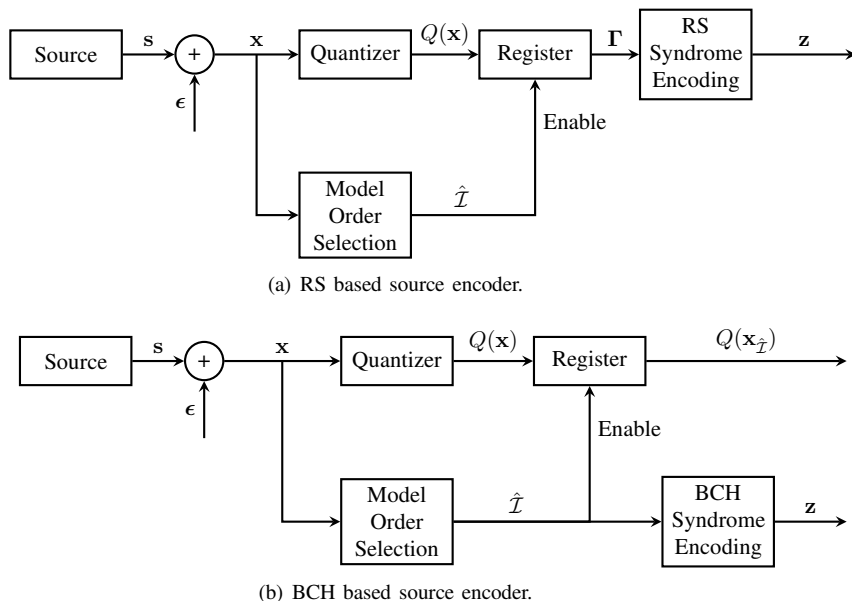 Source
s
+
ϵ
x
Quantizer
Q(x)
Register
Γ
RS
Syndrome
Encoding
z
Enable
Model
Order
Selection
Î
(a) RS based source encoder.
Source
s
+
ϵ
x
Quantizer
Q(x)
Register
Q(x_Î)
Enable
Model
Order
Selection
Î
BCH
Syndrome
Encoding
z
(b) BCH based source encoder.